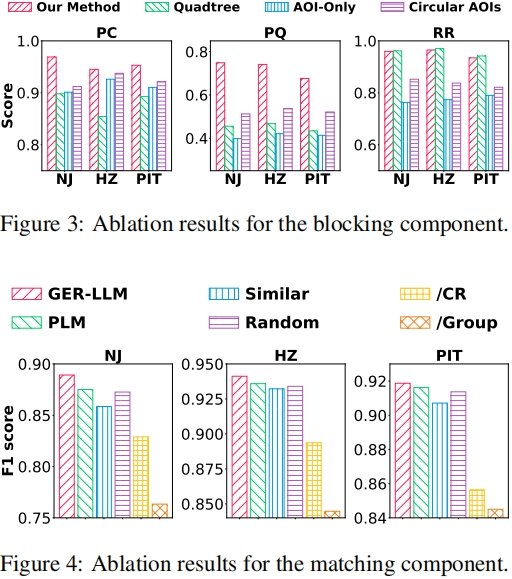 Our Method Quadtree AOI-Only Circular AOIs
PC PQ RR
Score
1.0
0.9
0.8
NJ HZ PIT
0.8
0.6
0.4
NJ HZ PIT
1.0
0.8
0.6
NJ HZ PIT
Figure 3: Ablation results for the blocking component.
GER-LLM Similar /CR
PLM Random /Group
NJ HZ PIT
F1 score
0.90
0.85
0.80
0.75
0.950
0.925
0.900
0.875
0.850
0.92
0.90
0.88
0.86
0.84
Figure 4: Ablation results for the matching component.